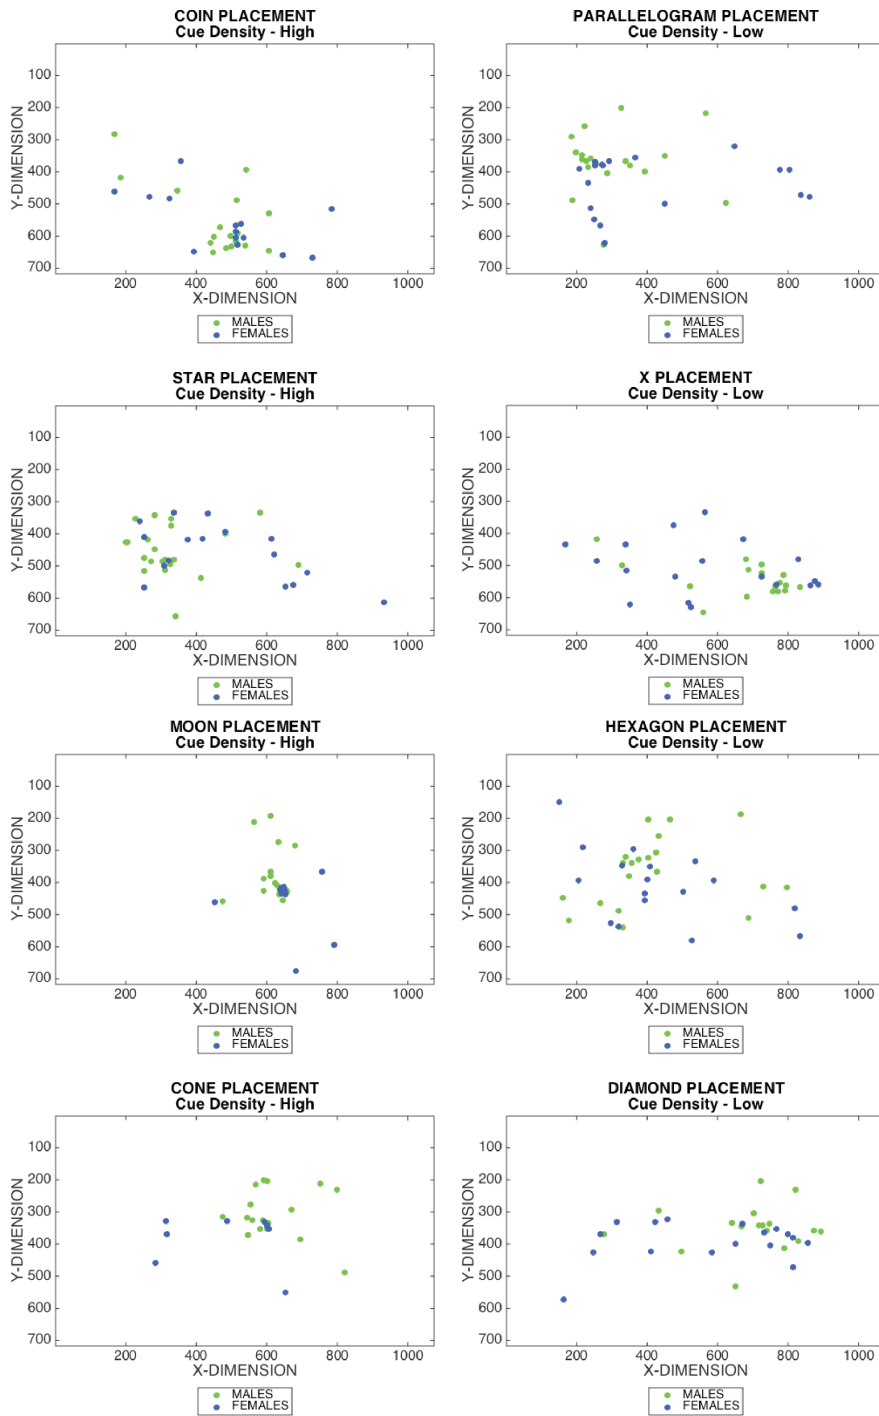 COIN PLACEMENT
Cue Density - High
Y-DIMENSION
100
200
300
400
500
600
700
200
400
600
800
1000
X-DIMENSION
MALES
FEMALES
PARALLELOGRAM PLACEMENT
Cue Density - Low
Y-DIMENSION
100
200
300
400
500
600
700
200
400
600
800
1000
X-DIMENSION
MALES
FEMALES
STAR PLACEMENT
Cue Density - High
Y-DIMENSION
100
200
300
400
500
600
700
200
400
600
800
1000
X-DIMENSION
MALES
FEMALES
X PLACEMENT
Cue Density - Low
Y-DIMENSION
100
200
300
400
500
600
700
200
400
600
800
1000
X-DIMENSION
MALES
FEMALES
MOON PLACEMENT
Cue Density - High
Y-DIMENSION
100
200
300
400
500
600
700
200
400
600
800
1000
X-DIMENSION
MALES
FEMALES
HEXAGON PLACEMENT
Cue Density - Low
Y-DIMENSION
100
200
300
400
500
600
700
200
400
600
800
1000
X-DIMENSION
MALES
FEMALES
CONE PLACEMENT
Cue Density - High
Y-DIMENSION
100
200
300
400
500
600
700
200
400
600
800
1000
X-DIMENSION
MALES
FEMALES
DIAMOND PLACEMENT
Cue Density - Low
Y-DIMENSION
100
200
300
400
500
600
700
200
400
600
800
1000
X-DIMENSION
MALES
FEMALES